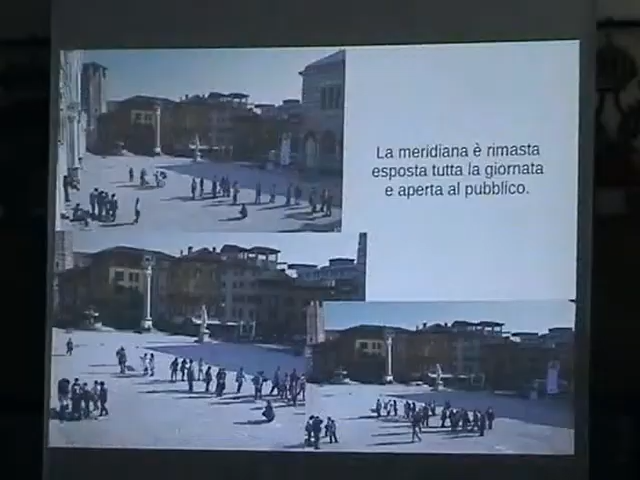 La meridiana è rimasta
esposta tutta la giornata
e aperta al pubblico.